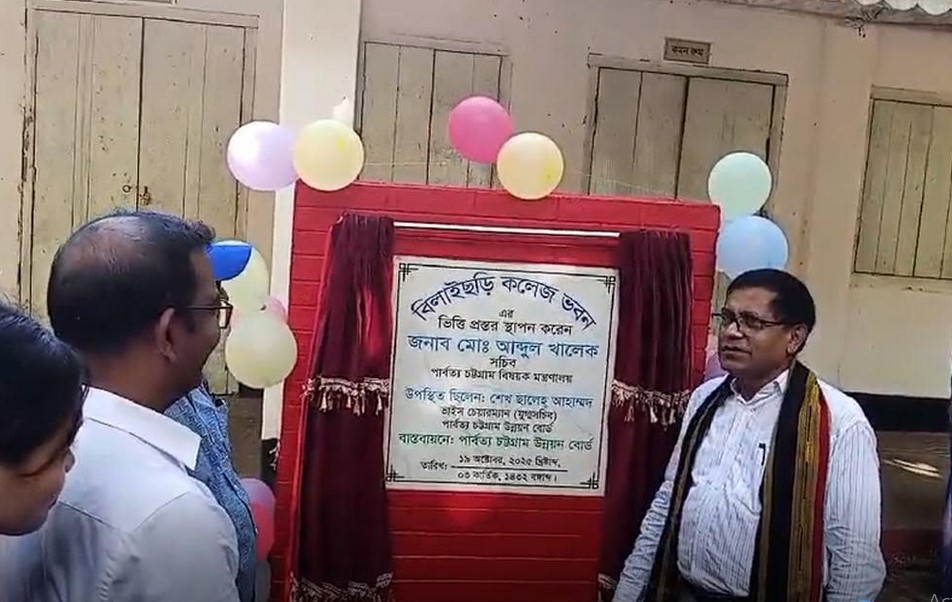 কমন রুম
বিলাইছড়ি কলেজ ভবন
এর
ভিত্তি প্রস্তর স্থাপন করেন
জনাব মোঃ আব্দুল খালেক
সচিব
পার্বত্য চট্টগ্রাম বিষয়ক মন্ত্রণালয়
উপস্থিত ছিলেন: শেখ ছালেহ্ আহাম্মদ
ভাইস চেয়ারম্যান (যুগ্মসচিব)
পার্বত্য চট্টগ্রাম উন্নয়ন বোর্ড
বাস্তবায়নে: পার্বত্য চট্টগ্রাম উন্নয়ন বোর্ড
তারিখ: ১৯ অক্টোবর, ২০২৫ খ্রিষ্টাব্দ,
০৩ কার্তিক, ১৪৩২ বঙ্গাব্দ।